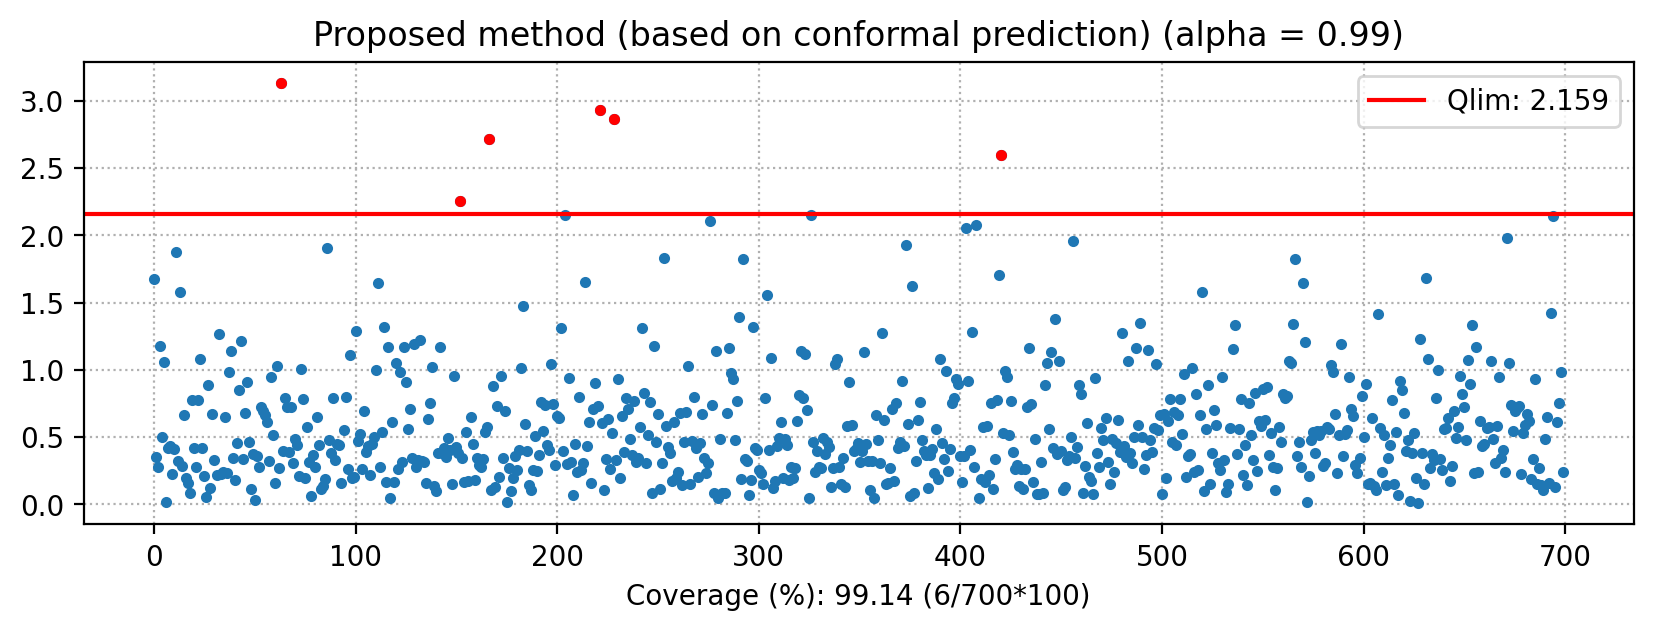 Proposed method (based on conformal prediction) (alpha = 0.99)
Qlim: 2.159
3.0
2.5
2.0
1.5
1.0
0.5
0.0
0 100 200 300 400 500 600 700
Coverage (%): 99.14 (6/700*100)